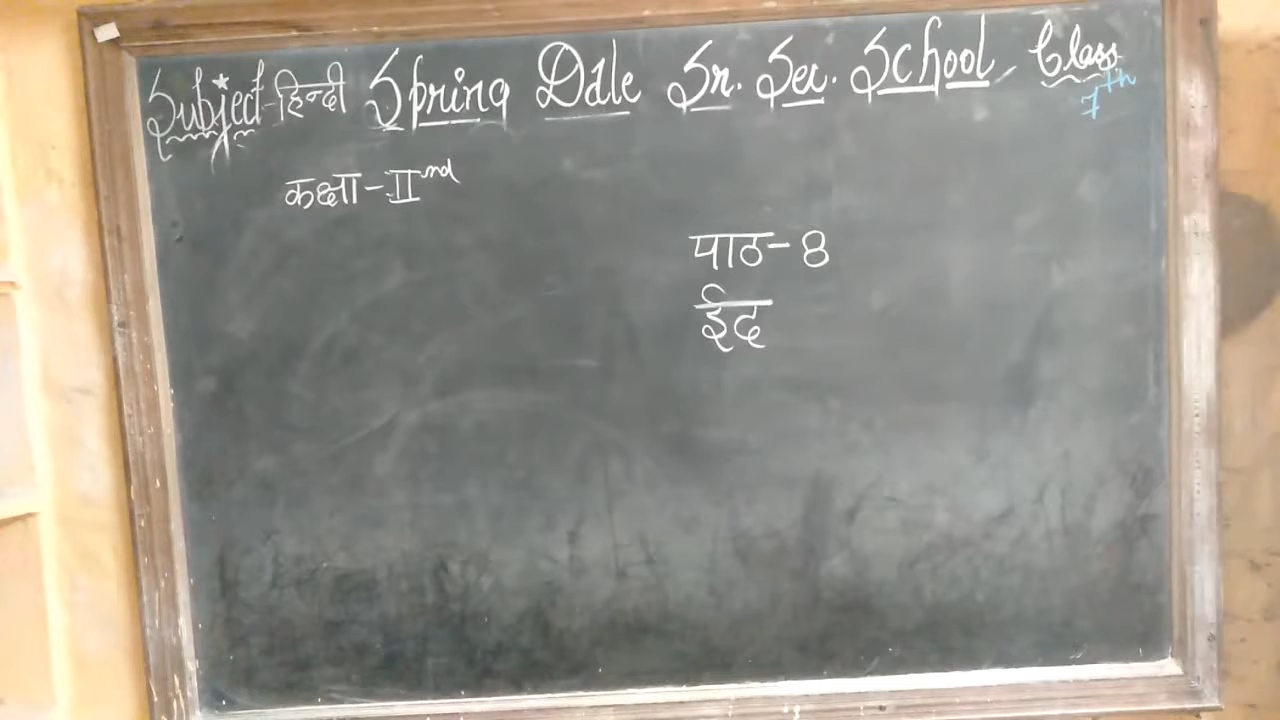 Subject-हिन्दी Spring Dale Sr. Sec. School Class
7th
कक्षा-IInd
पाठ-8
ईद